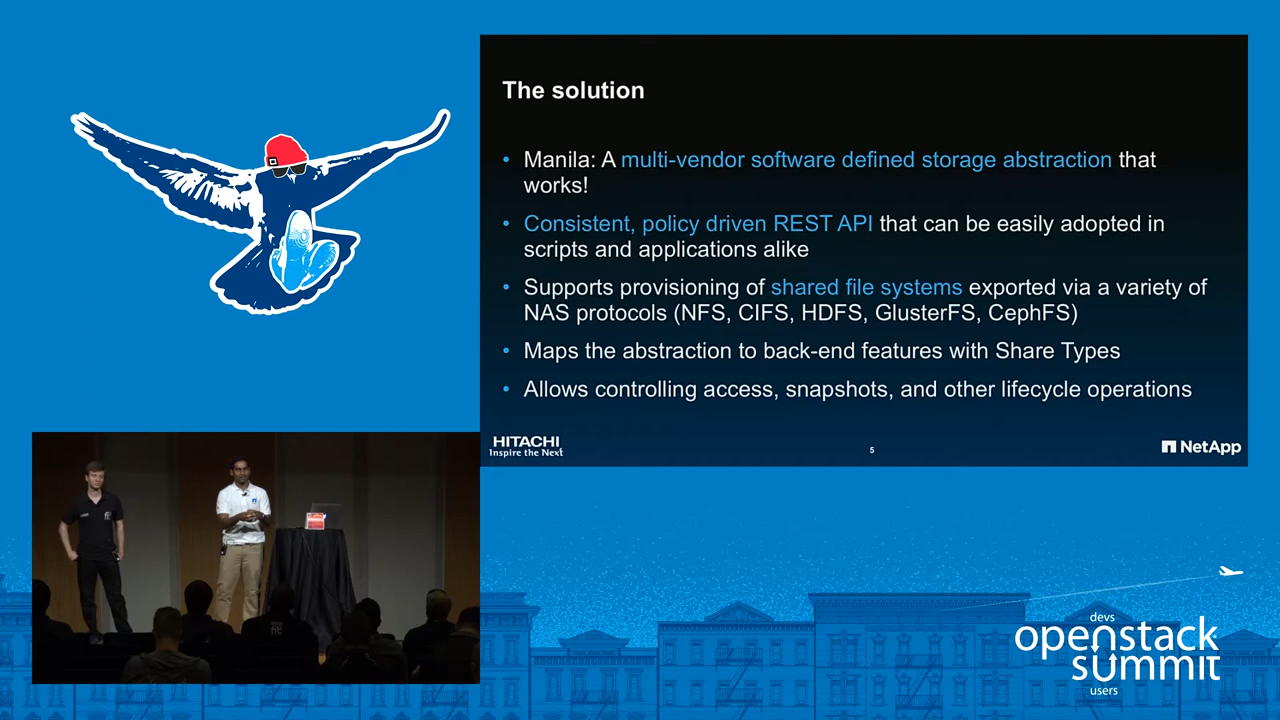 The solution
• Manila: A multi-vendor software defined storage abstraction that
works!
• Consistent, policy driven REST API that can be easily adopted in
scripts and applications alike
• Supports provisioning of shared file systems exported via a variety of
NAS protocols (NFS, CIFS, HDFS, GlusterFS, CephFS)
• Maps the abstraction to back-end features with Share Types
• Allows controlling access, snapshots, and other lifecycle operations
HITACHI
Inspire the Next
5
NetApp
devs
openstack
summit
users